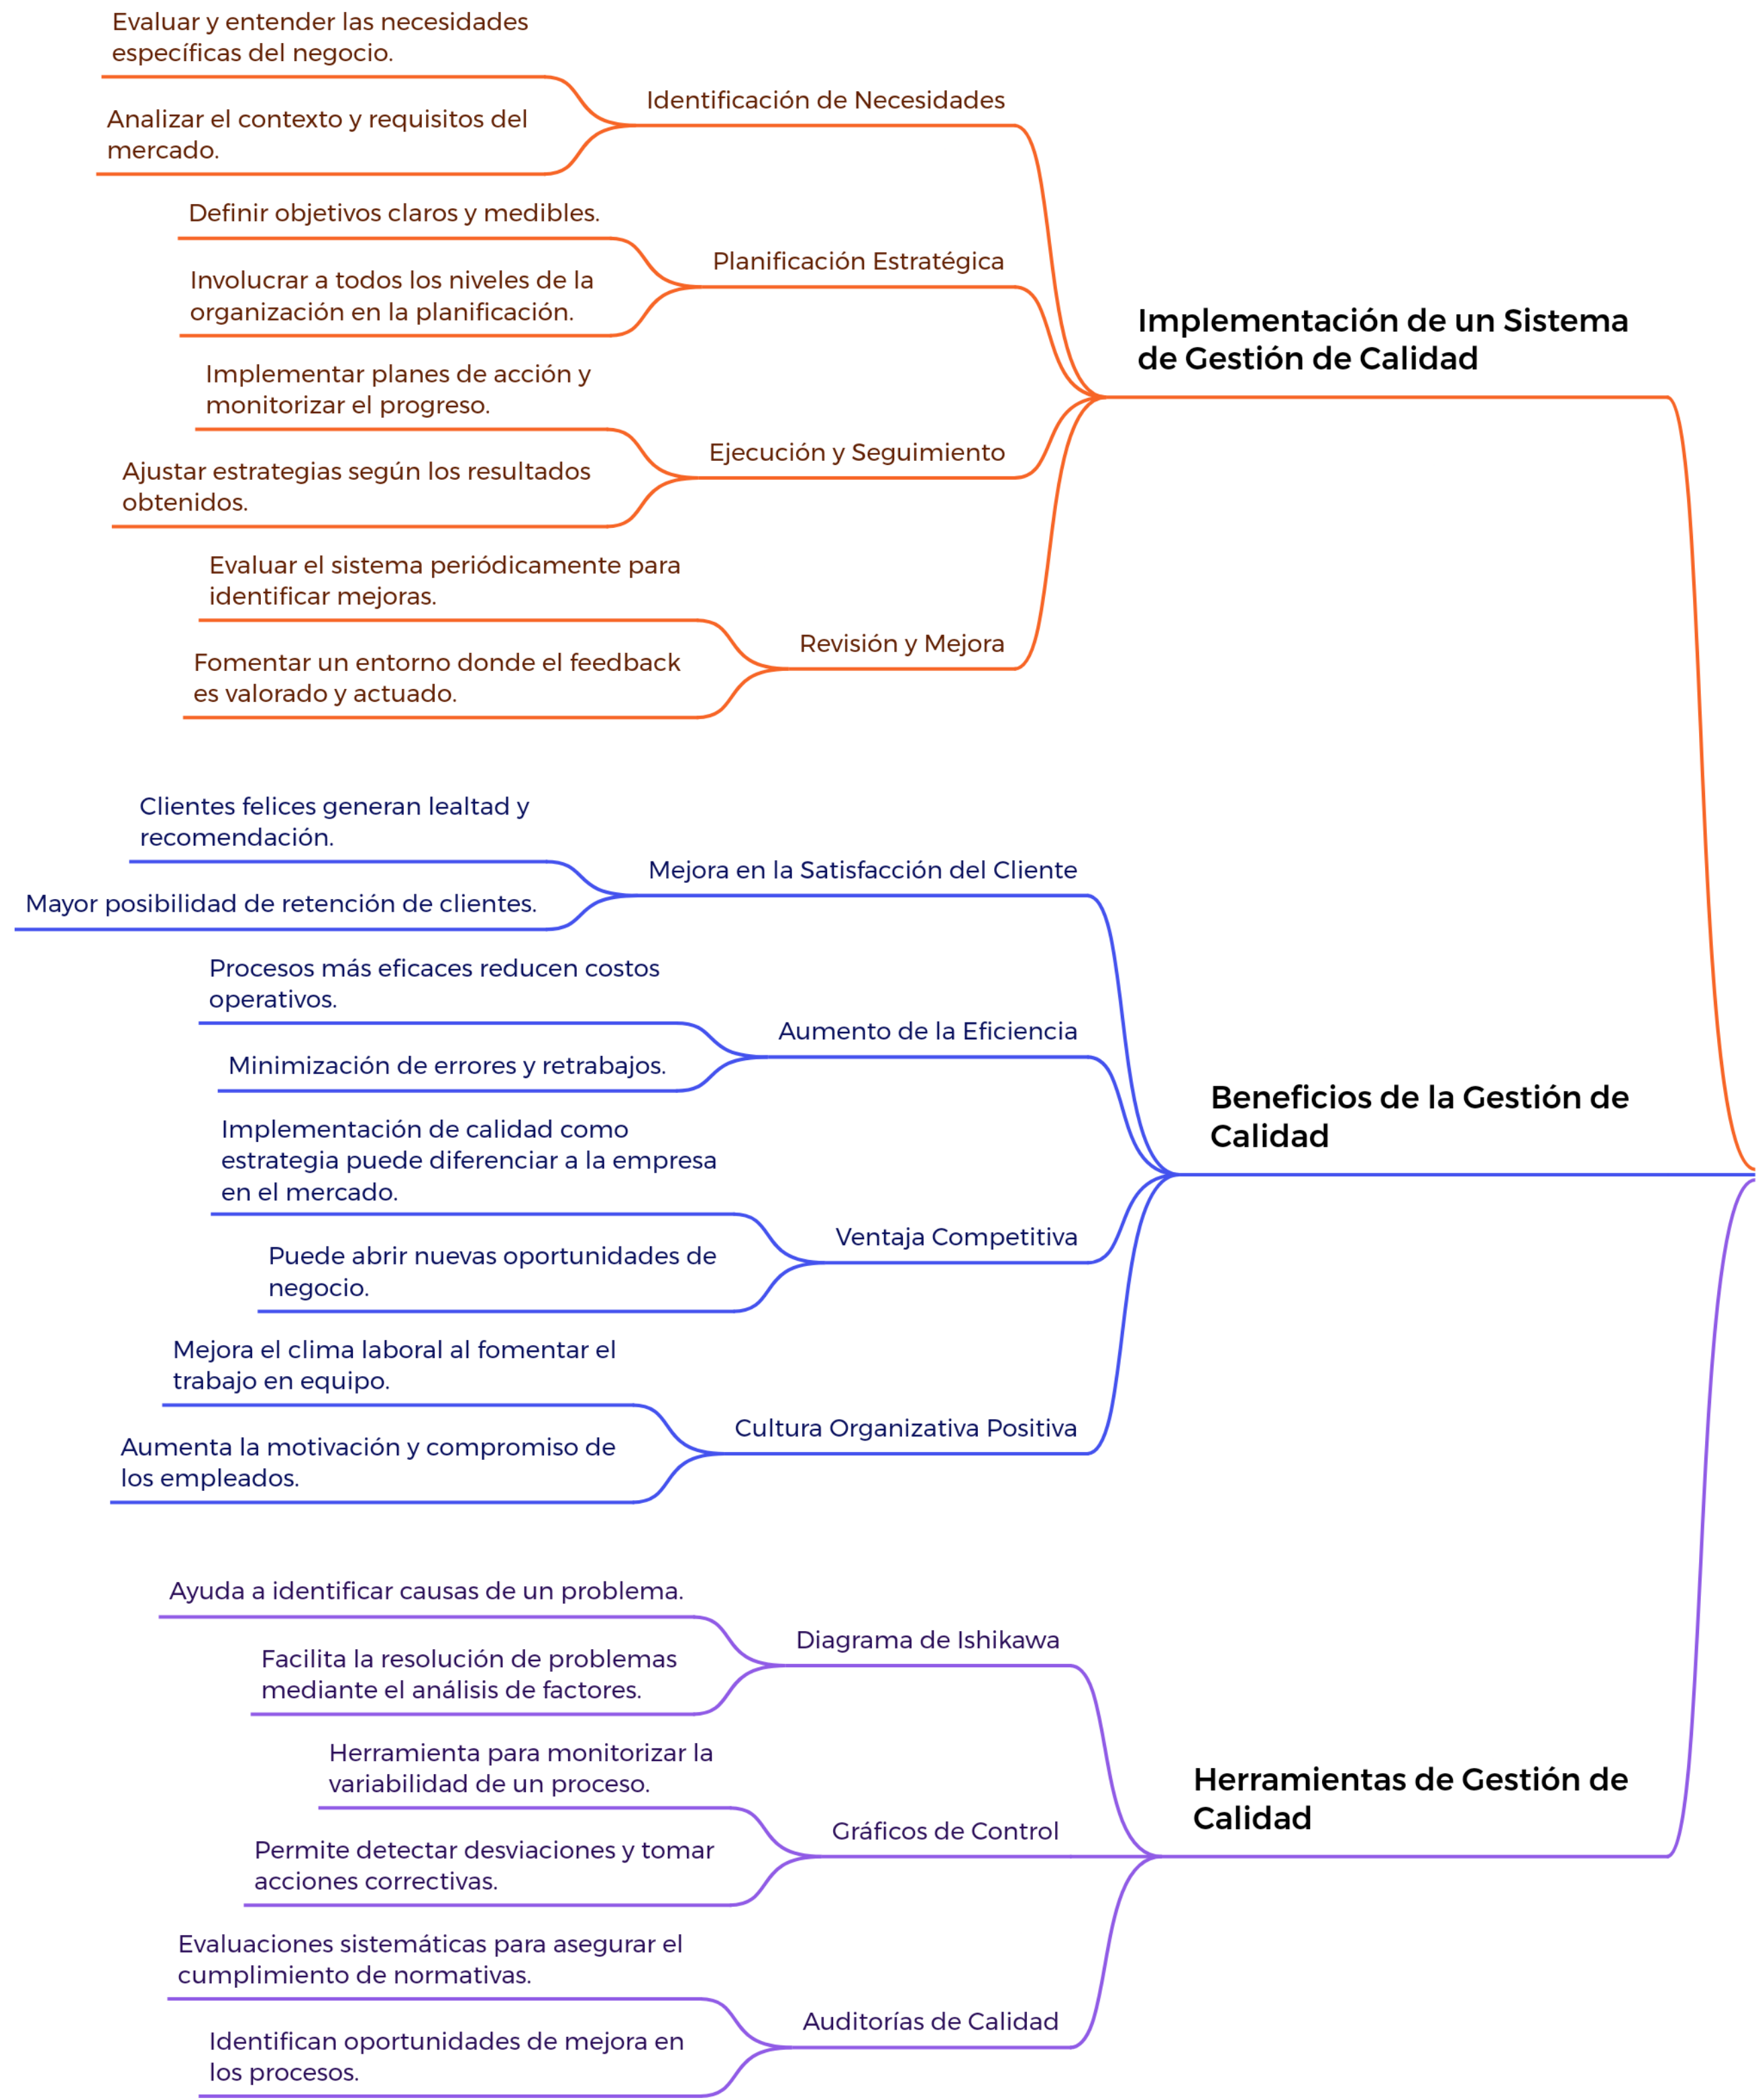 Evaluar y entender las necesidades
específicas del negocio.
Identificación de Necesidades
Analizar el contexto y requisitos del
mercado.
Definir objetivos claros y medibles.
Planificación Estratégica
Involucrar a todos los niveles de la
organización en la planificación.
Implementación de un Sistema
de Gestión de Calidad
Implementar planes de acción y
monitorizar el progreso.
Ejecución y Seguimiento
Ajustar estrategias según los resultados
obtenidos.
Evaluar el sistema periódicamente para
identificar mejoras.
Revisión y Mejora
Fomentar un entorno donde el feedback
es valorado y actuado.
Clientes felices generan lealtad y
recomendación.
Mejora en la Satisfacción del Cliente
Mayor posibilidad de retención de clientes.
Procesos más eficaces reducen costos
operativos.
Aumento de la Eficiencia
Minimización de errores y retrabajos.
Beneficios de la Gestión de
Calidad
Implementación de calidad como
estrategia puede diferenciar a la empresa
en el mercado.
Ventaja Competitiva
Puede abrir nuevas oportunidades de
negocio.
Mejora el clima laboral al fomentar el
trabajo en equipo.
Cultura Organizativa Positiva
Aumenta la motivación y compromiso de
los empleados.
Ayuda a identificar causas de un problema.
Diagrama de Ishikawa
Facilita la resolución de problemas
mediante el análisis de factores.
Herramientas de Gestión de
Calidad
Herramienta para monitorizar la
variabilidad de un proceso.
Gráficos de Control
Permite detectar desviaciones y tomar
acciones correctivas.
Evaluaciones sistemáticas para asegurar el
cumplimiento de normativas.
Auditorías de Calidad
Identifican oportunidades de mejora en
los procesos.